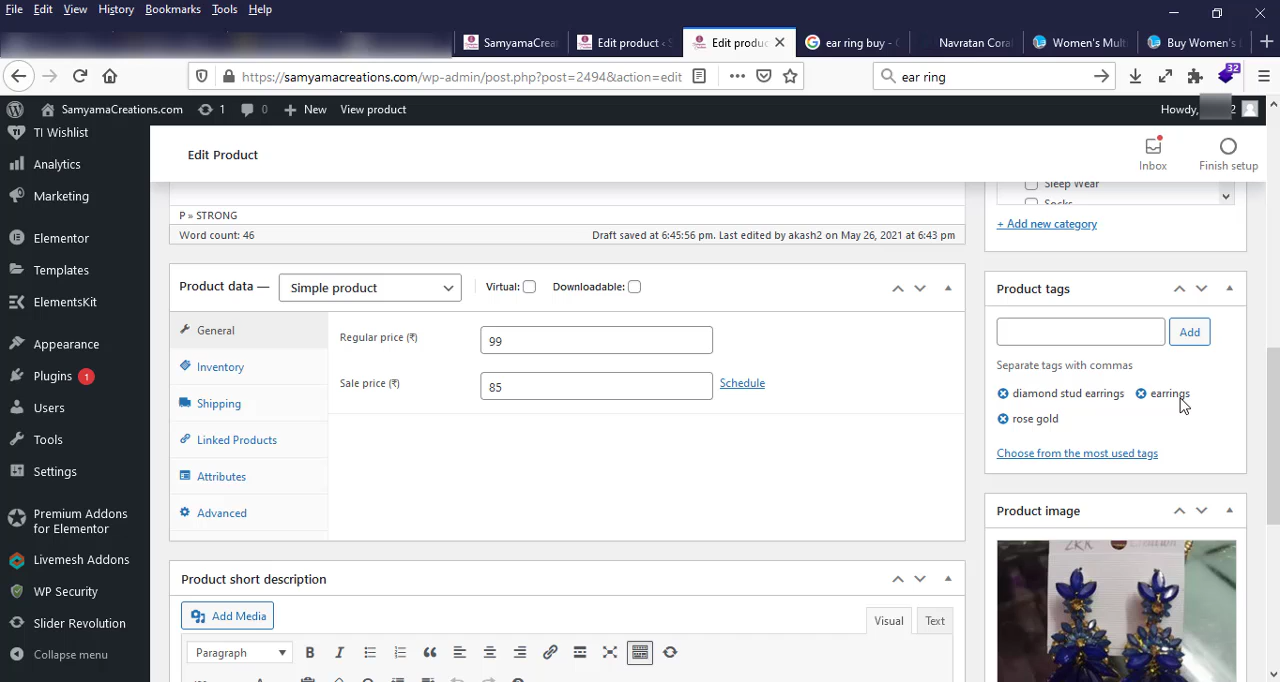 File Edit View History Bookmarks Tools Help
SamyamaCrea Edit product < S Edit produc ear ring buy - G Navratan Cora Women's Mult Buy Women's
https://samyamacreations.com/wp-admin/post.php?post=2494&action=edit ear ring 32
SamyamaCreations.com 1 0 New View product Howdy, 2
TI Wishlist
Analytics
Marketing
Elementor
Templates
ElementsKit
Appearance
Plugins 1
Users
Tools
Settings
Premium Addons
for Elementor
Livemesh Addons
WP Security
Slider Revolution
Collapse menu
Edit Product
Inbox Finish setup
P » STRONG
Word count: 46 Draft saved at 6:45:56 pm. Last edited by akash2 on May 26, 2021 at 6:43 pm
Product data — Simple product Virtual: Downloadable:
General
Inventory
Shipping
Linked Products
Attributes
Advanced
Regular price (₹) 99
Sale price (₹) 85 Schedule
Product short description
Add Media Visual Text
Paragraph B I
Sleep Wear
Socks
+ Add new category
Product tags
Add
Separate tags with commas
diamond stud earrings earrings
rose gold
Choose from the most used tags
Product image